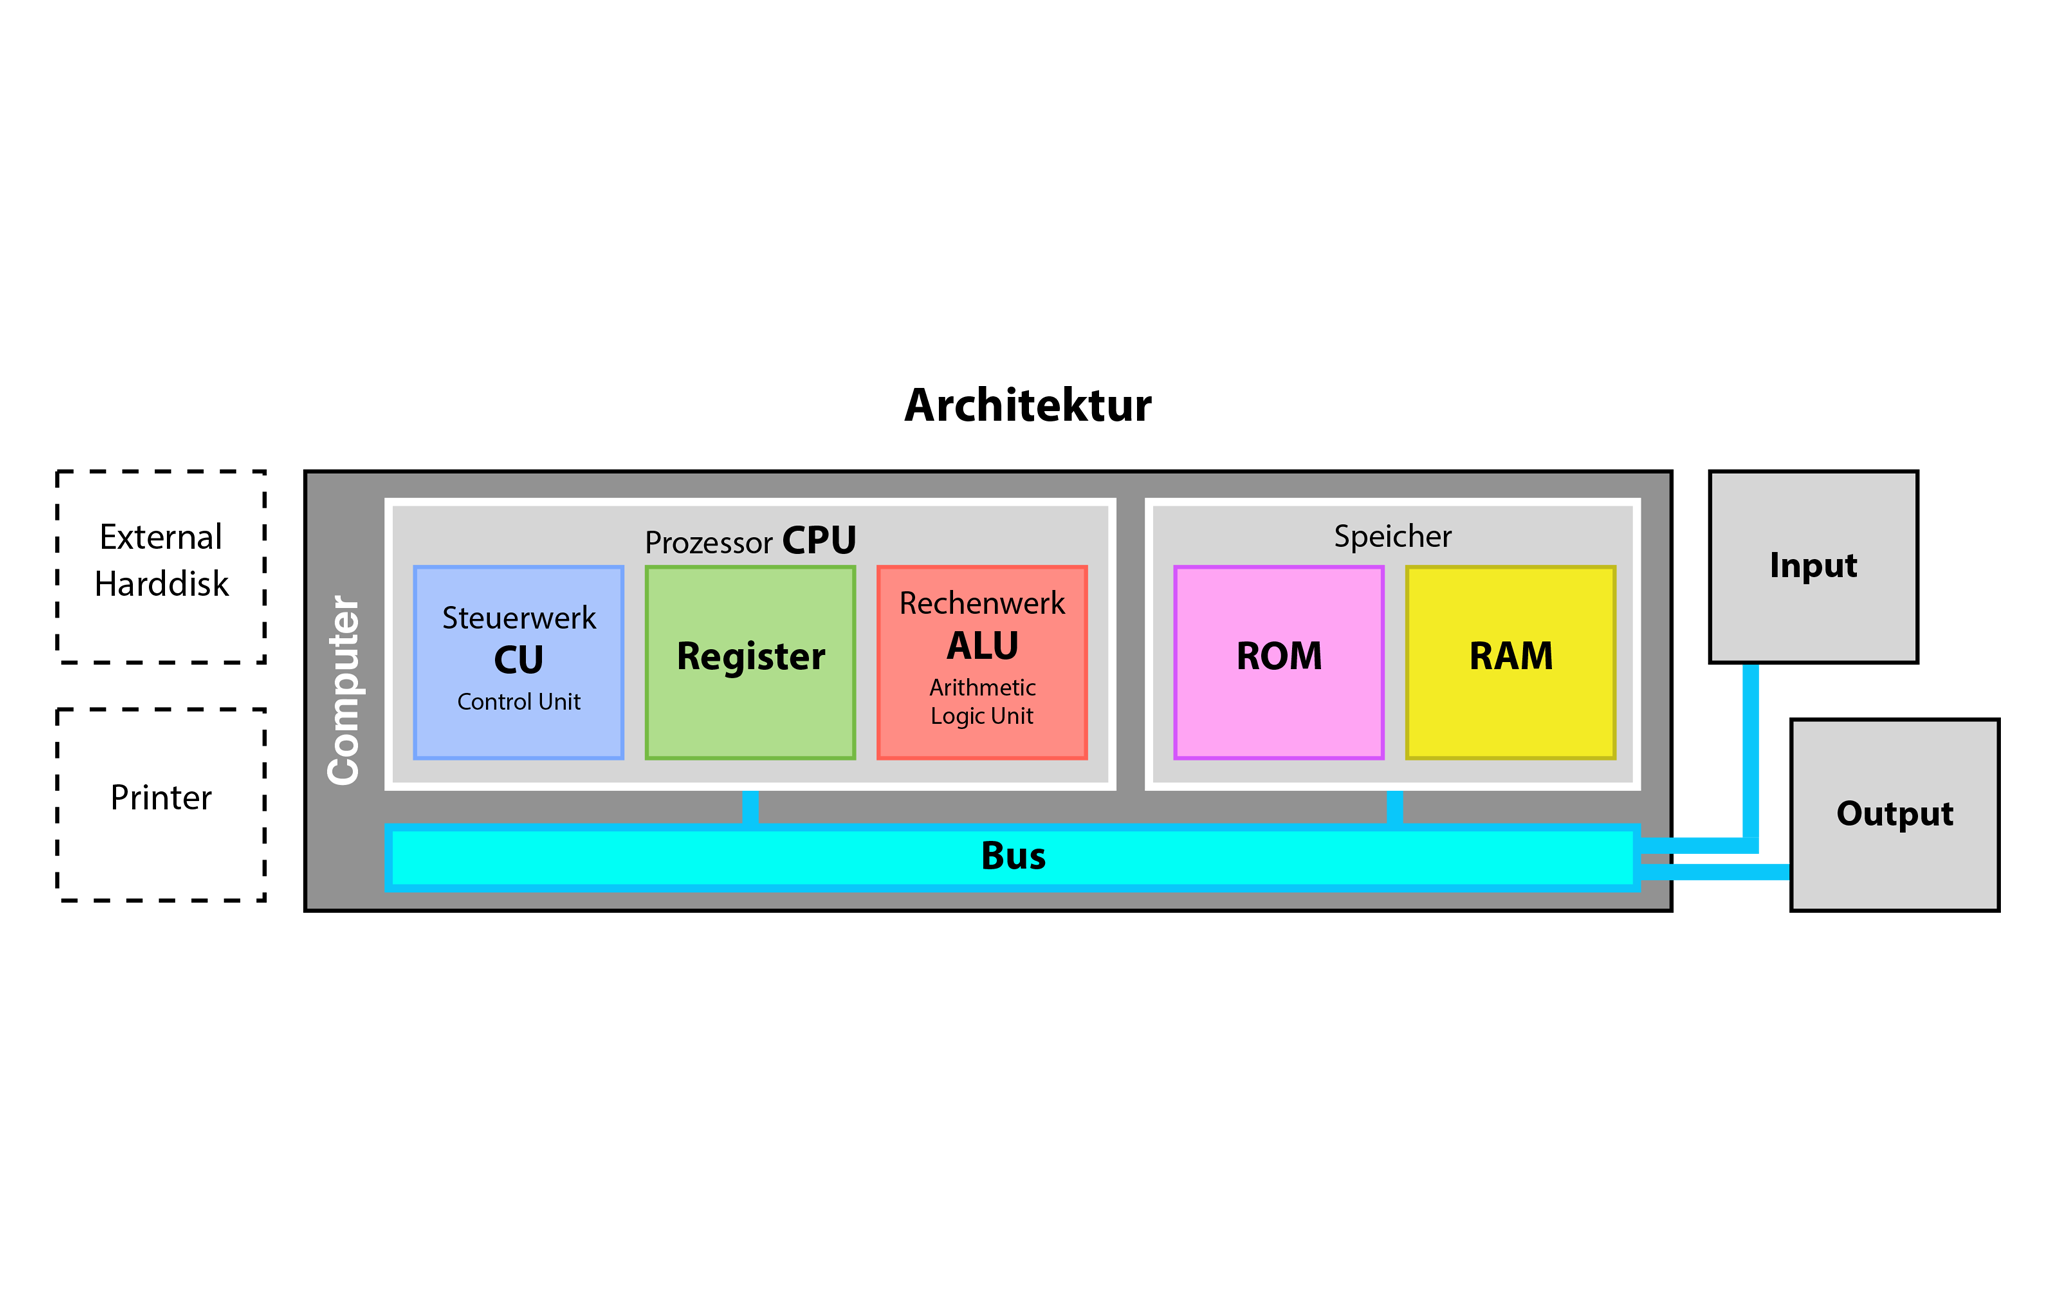 Architektur
External
Harddisk
Printer
Computer
Prozessor CPU
Steuerwerk
CU
Control Unit
Register
Rechenwerk
ALU
Arithmetic
Logic Unit
Speicher
ROM
RAM
Bus
Input
Output